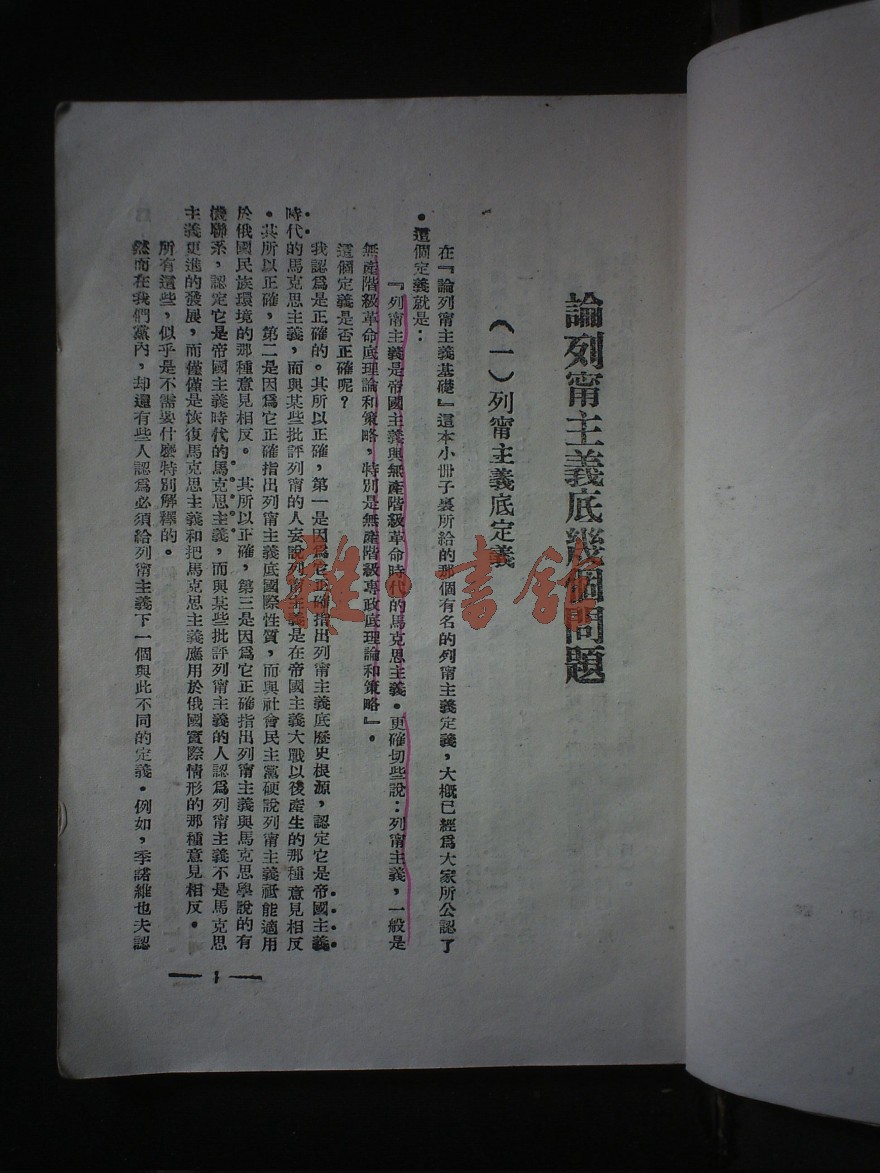 論列甯主義底幾個問題
（一）列甯主義底定義
在『論列甯主義基礎』這本小冊子裏所給的那個有名的列甯主義定義，大概已經爲大家所公認了
。這個定義就是：
『列甯主義是帝國主義與無產階級革命時代的馬克思主義。更確切些說：列甯主義，一般是
無產階級革命底理論和策略，特別是無產階級專政底理論和策略』。
這個定義是否正確呢？
我認爲是正確的。其所以正確，第一是因爲它正確指出列甯主義底歷史根源，認定它是帝國主義
時代的馬克思主義，而與某些批評列甯的人妄說列甯主義是在帝國主義大戰以後產生的那種意見相反
。其所以正確，第二是因爲它正確指出列甯主義底國際性質，而與社會民主黨硬說列甯主義祗能適用
於俄國民族環境的那種意見相反。其所以正確，第三是因爲它正確指出列甯主義與馬克思學說的有
機聯系，認定它是帝國主義時代的馬克思主義，而與某些批評列甯主義的人認爲列甯主義不是馬克思
主義更進的發展，而僅僅是恢復馬克思主義和把馬克思主義應用於俄國實際情形的那種意見相反。
所有這些，似乎是不需要什麼特別解釋的。
然而在我們黨內，却還有些人認爲必須給列甯主義下一個與此不同的定義。例如，季諾維也夫認
— 1 —
雜·書館